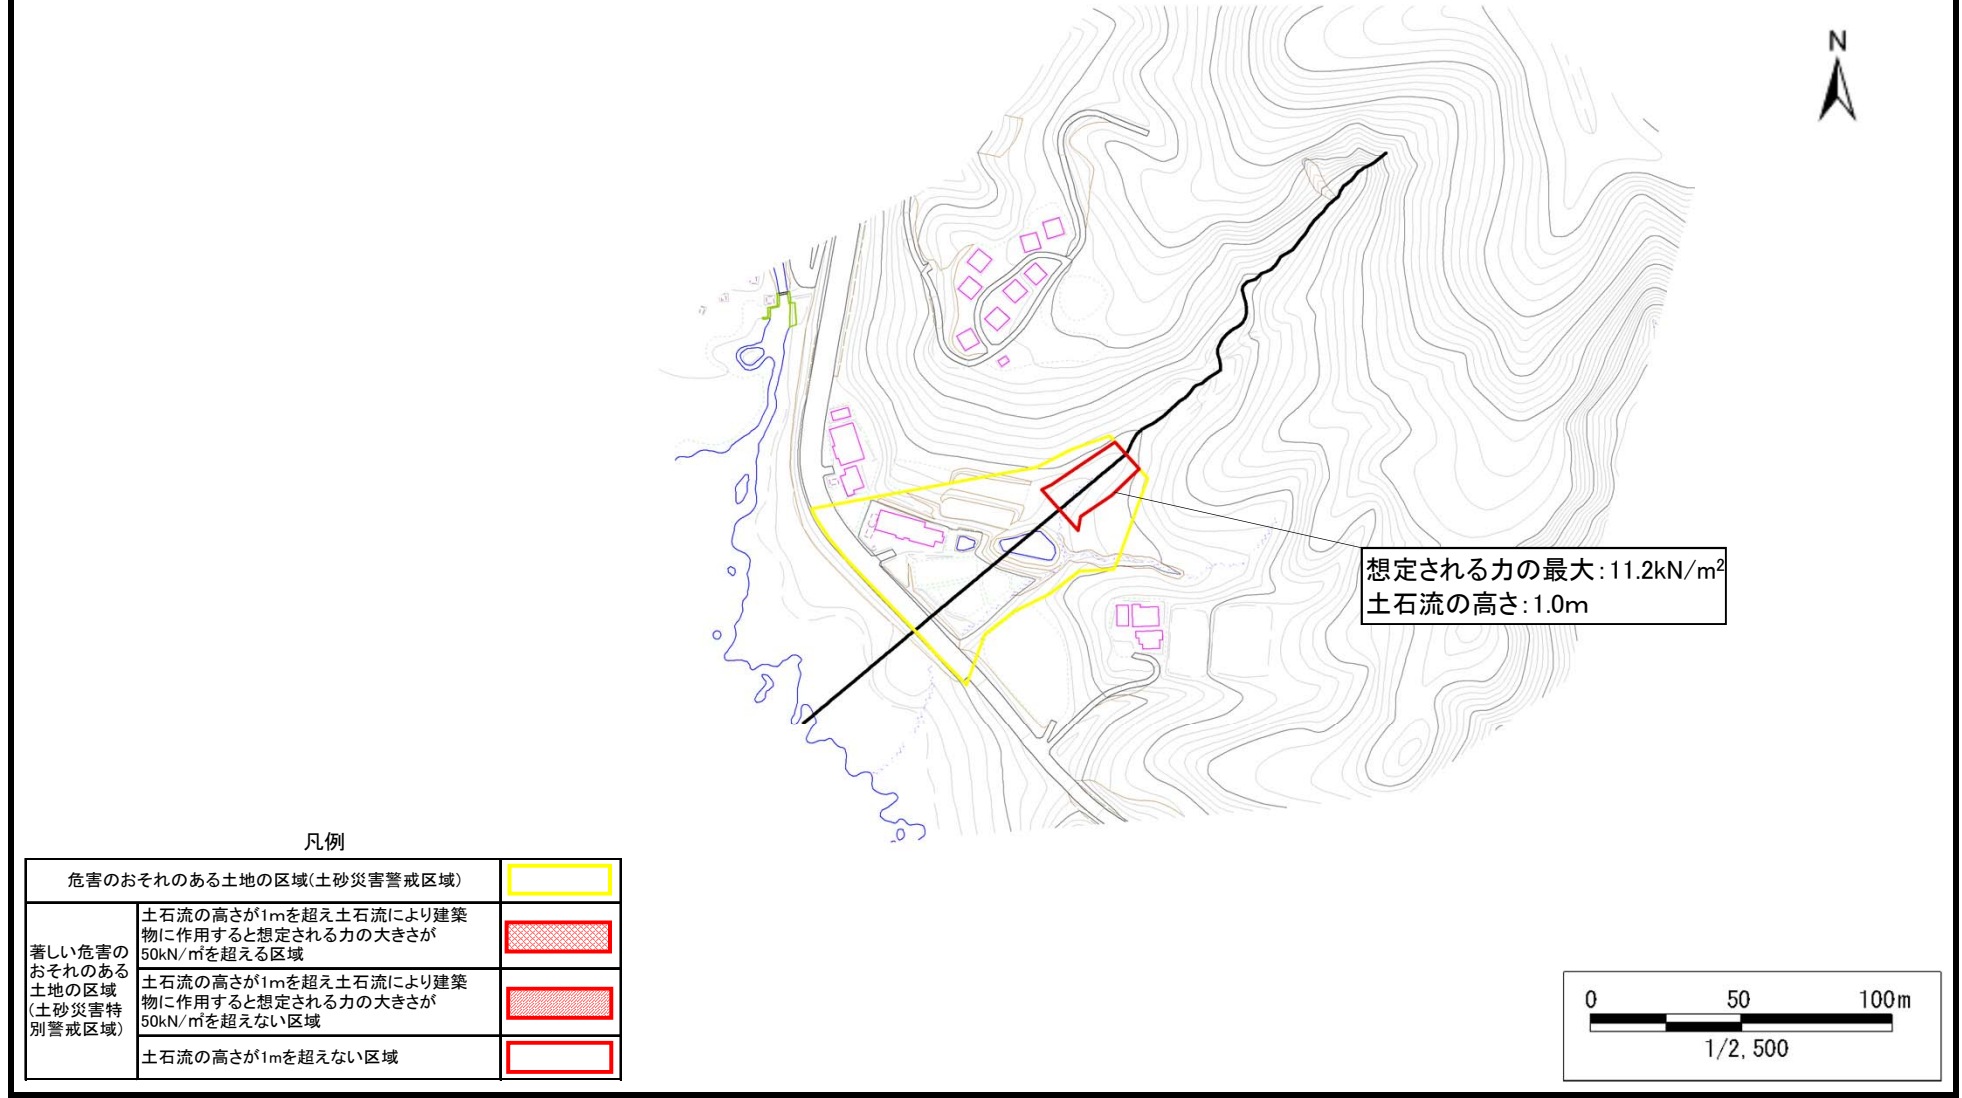 N
想定される力の最大：11.2kN/m²
土石流の高さ：1.0m
凡例
危害のおそれのある土地の区域(土砂災害警戒区域)
著しい危害の
おそれのある
土地の区域
(土砂災害特
別警戒区域)
土石流の高さが1mを超え土石流により建築
物に作用すると想定される力の大きさが
50kN/㎡を超える区域
土石流の高さが1mを超え土石流により建築
物に作用すると想定される力の大きさが
50kN/㎡を超えない区域
土石流の高さが1mを超えない区域
0 50 100m
1/2,500